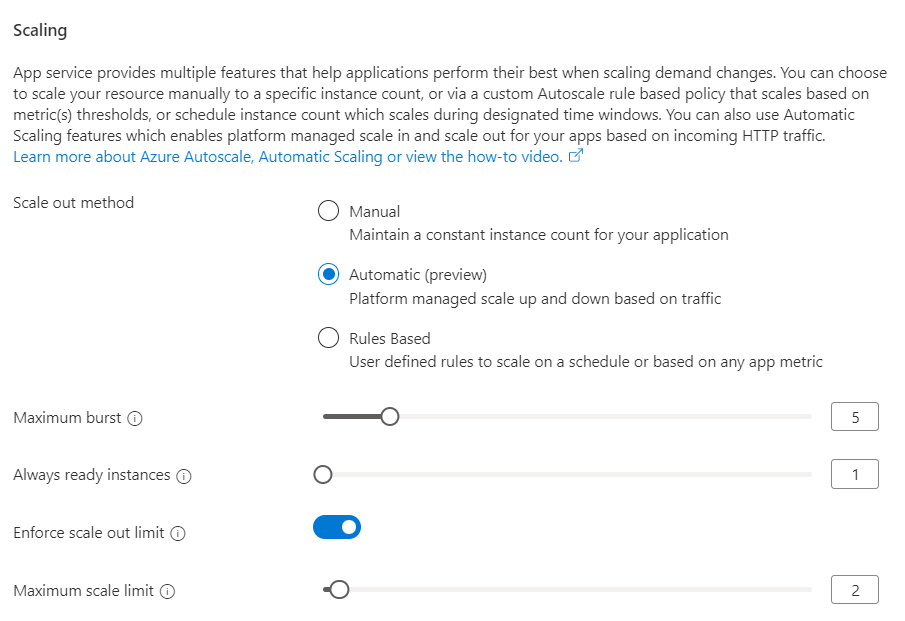 Scaling
App service provides multiple features that help applications perform their best when scaling demand changes. You can choose
to scale your resource manually to a specific instance count, or via a custom Autoscale rule based policy that scales based on
metric(s) thresholds, or schedule instance count which scales during designated time windows. You can also use Automatic
Scaling features which enables platform managed scale in and scale out for your apps based on incoming HTTP traffic.
Learn more about Azure Autoscale, Automatic Scaling or view the how-to video.
Scale out method
Manual
Maintain a constant instance count for your application
Automatic (preview)
Platform managed scale up and down based on traffic
Rules Based
User defined rules to scale on a schedule or based on any app metric
Maximum burst 5
Always ready instances 1
Enforce scale out limit
Maximum scale limit 2